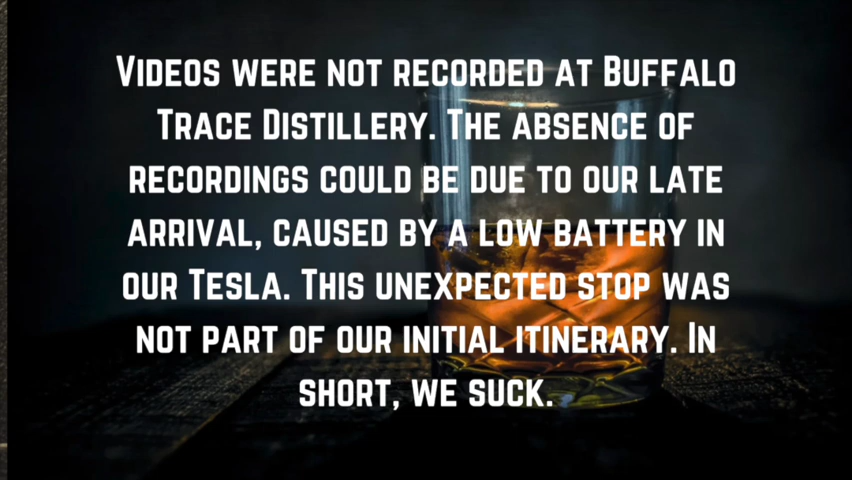 Videos were not recorded at Buffalo
Trace Distillery. The absence of
recordings could be due to our late
arrival, caused by a low battery in
our Tesla. This unexpected stop was
not part of our initial itinerary. In
short, we suck.